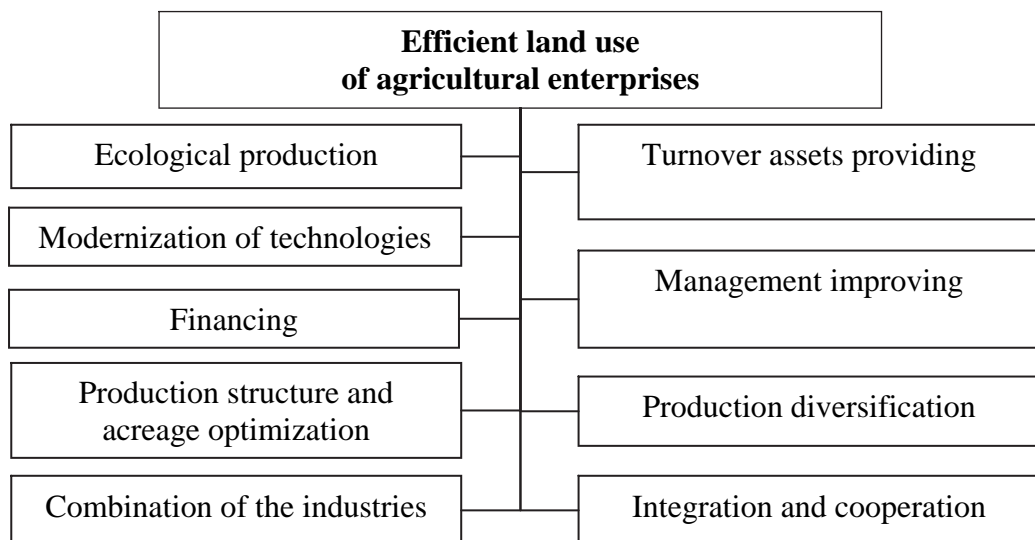 Efficient land use
of agricultural enterprises
Ecological production
Modernization of technologies
Financing
Production structure and
acreage optimization
Combination of the industries
Turnover assets providing
Management improving
Production diversification
Integration and cooperation